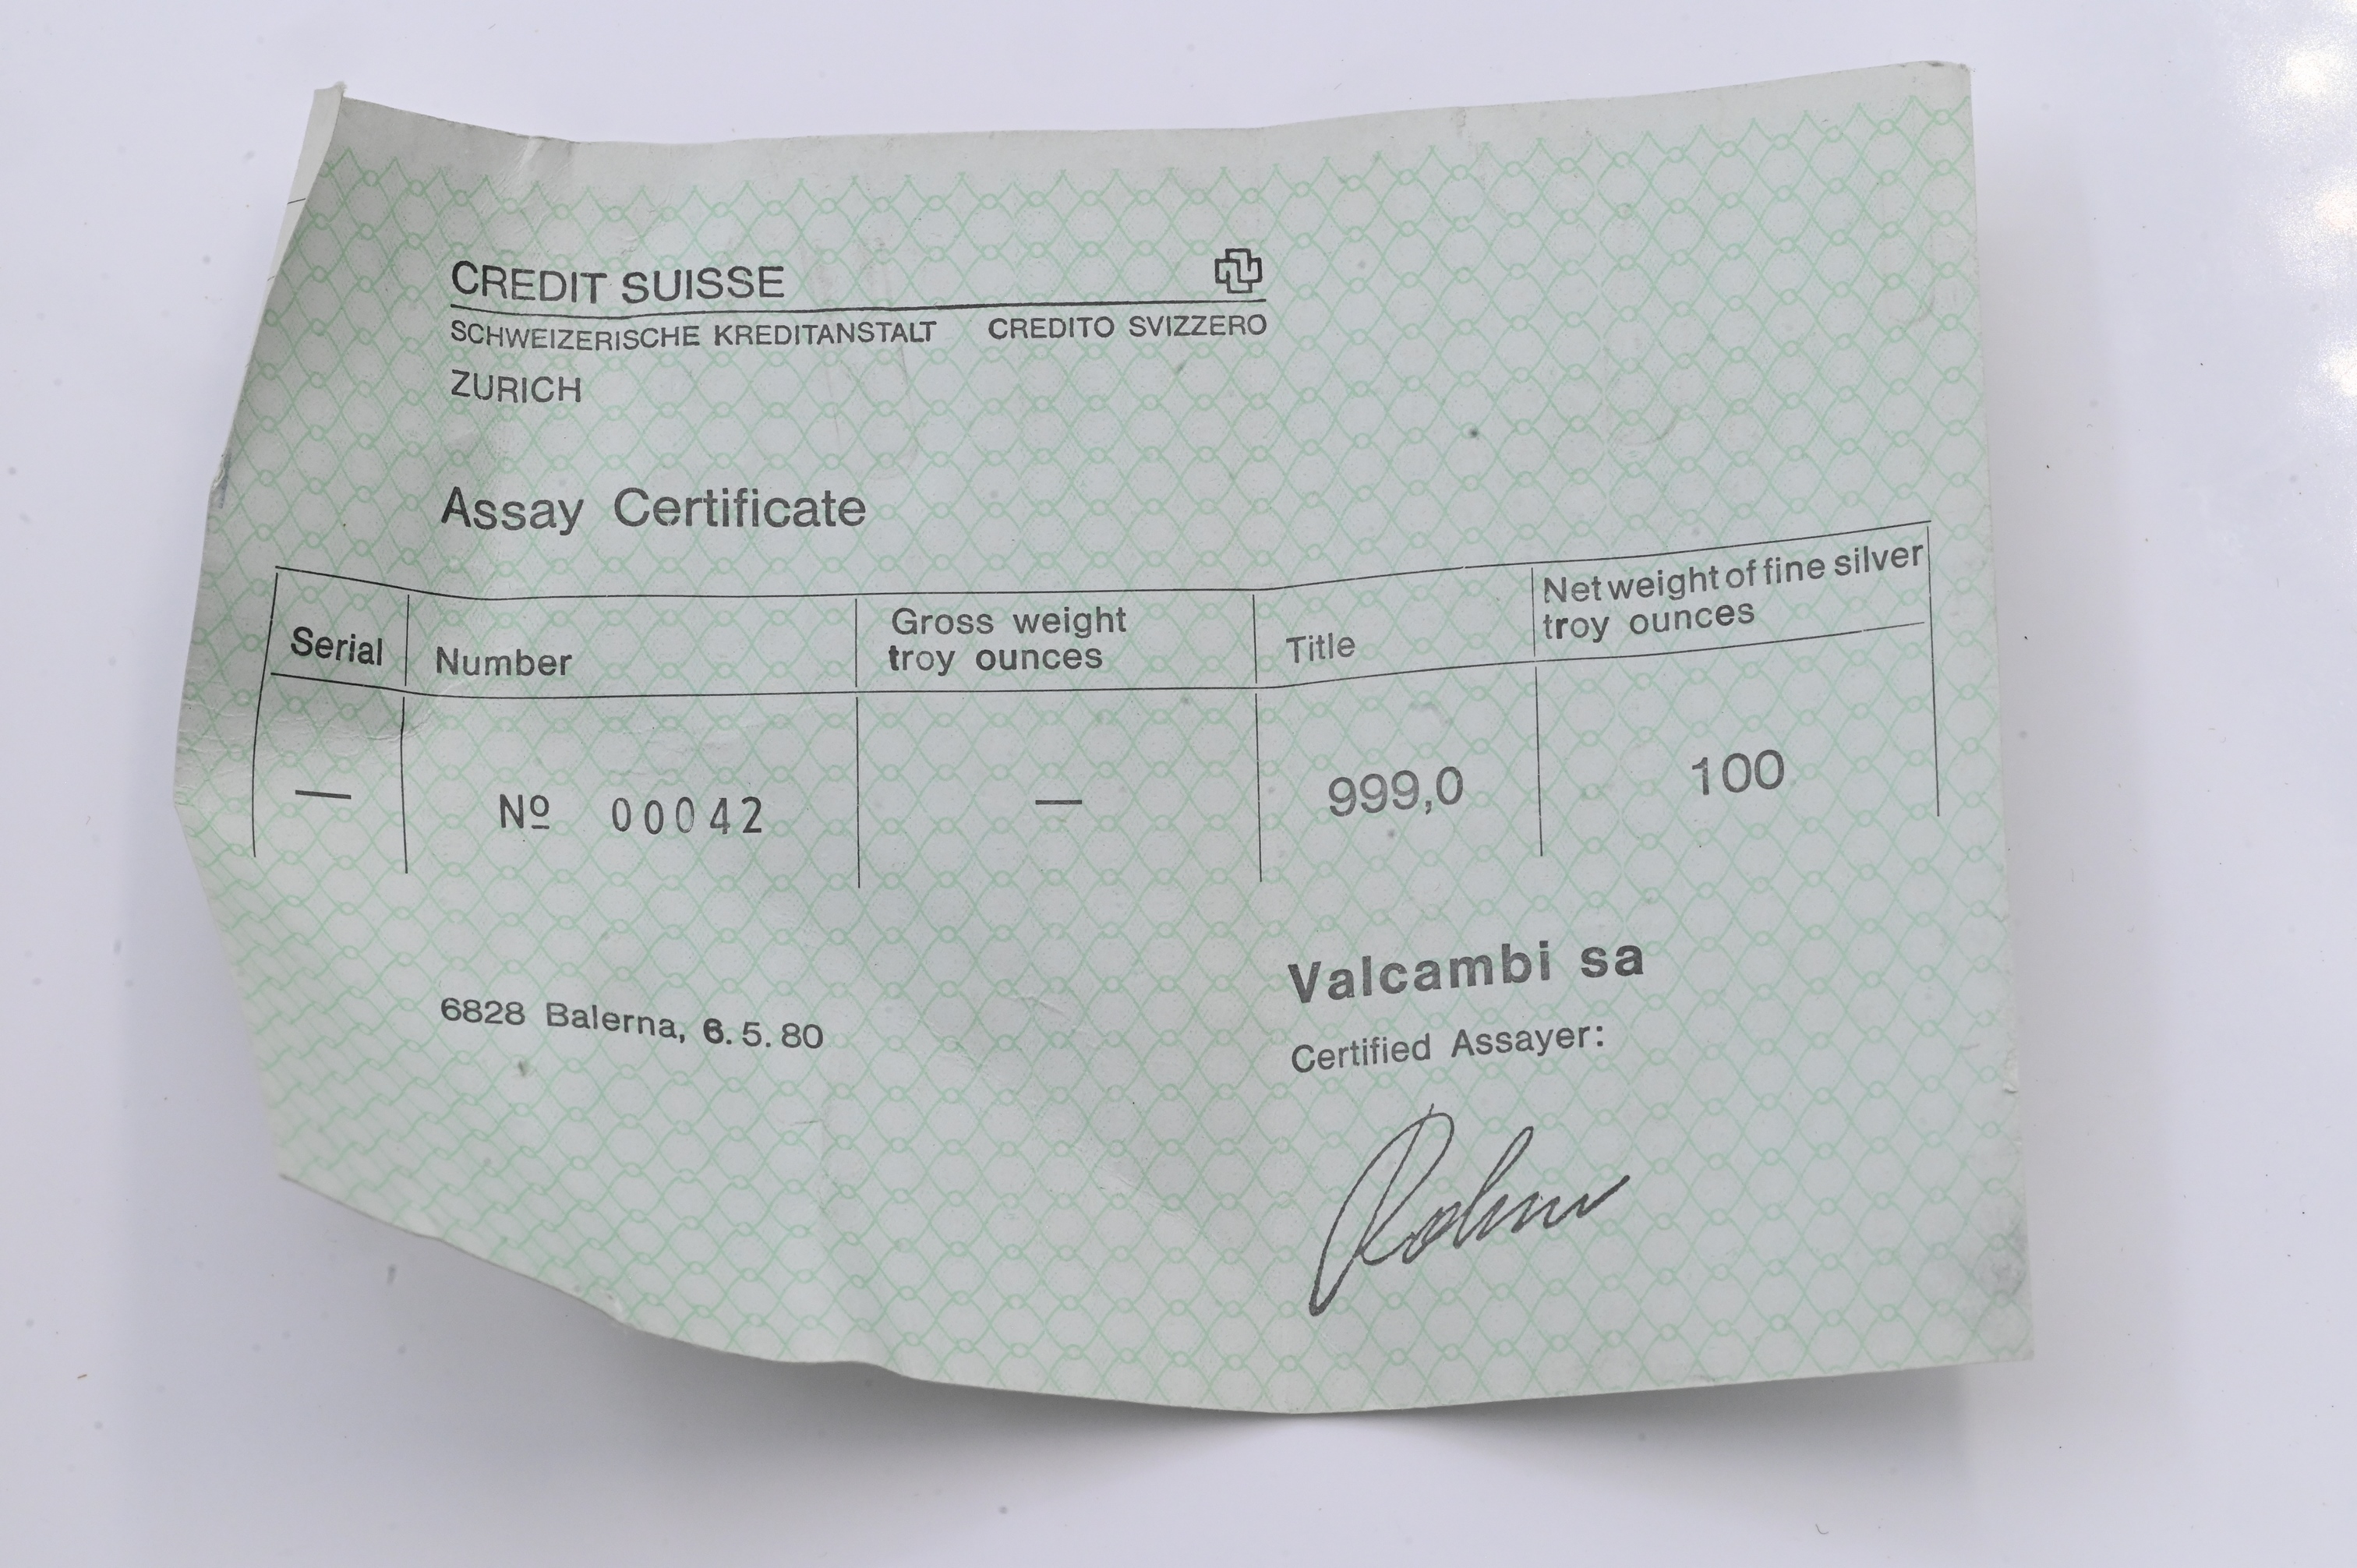 CREDIT SUISSE
SCHWEIZERISCHE KREDITANSTALT CREDITO SVIZZERO
ZURICH
Assay Certificate
Serial Number Gross weight troy ounces Title Net weight of fine silver troy ounces
— Nº 00042 — 999,0 100
Valcambi sa
6828 Balerna, 6. 5. 80
Certified Assayer: